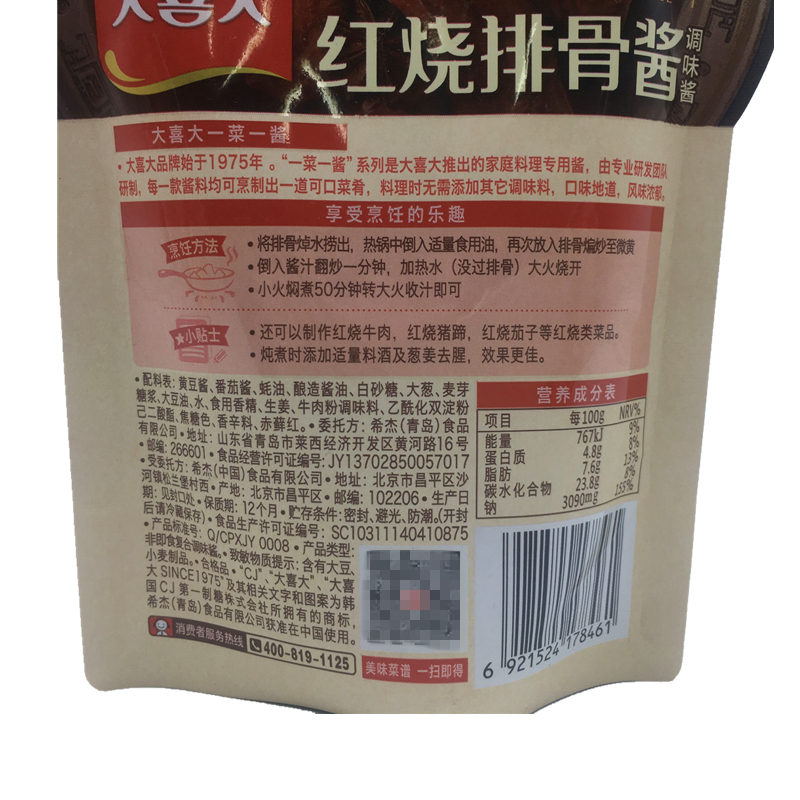 大喜大
红烧排骨酱
调味酱
大喜大一菜一酱
• 大喜大品牌始于1975年。“一菜一酱”系列是大喜大推出的家庭料理专用酱，由专业研发团队
研制，每一款酱料均可烹制出一道可口菜肴，料理时无需添加其它调味料，口味地道，风味浓郁。
享受烹饪的乐趣
烹饪方法
• 将排骨焯水捞出，热锅中倒入适量食用油，再次放入排骨煸炒至微黄
• 倒入酱汁翻炒一分钟，加热水（没过排骨）大火烧开
• 小火焖煮50分钟转大火收汁即可
★小贴士
• 还可以制作红烧牛肉，红烧猪蹄，红烧茄子等红烧类菜品。
• 炖煮时添加适量料酒及葱姜去腥，效果更佳。
• 配料表：黄豆酱、番茄酱、蚝油、酿造酱油、白砂糖、大葱、麦芽
糖浆、大豆油、水、食用香精、生姜、牛肉粉调味料、乙酰化双淀粉
己二酸酯、焦糖色、香辛料、赤藓红。• 委托方：希杰（青岛）食品
有限公司 • 地址：山东省青岛市莱西经济开发区黄河路16号
• 邮编：266601 • 食品经营许可证编号：JY13702850057017
• 受委托方：希杰(中国)食品有限公司 • 地址：北京市昌平区沙
河镇松兰堡村西 • 产地：北京市昌平区 • 邮编：102206 • 生产日
期：见封口处 • 保质期：12个月 • 贮存条件：密封、避光、防潮。(开封
后请冷藏保存) • 食品生产许可证编号：SC10311140410875
• 产品标准号：Q/CPXJY 0008 • 产品类型：
非即食复合调味酱。• 致敏物质提示：含有大豆、
小麦制品。• 合格品 • “CJ”、“大喜大”、“大喜
大 SINCE1975”及其相关文字和图案为韩
国CJ第一制糖株式会社所拥有的商标，
希杰(青岛)食品有限公司获准在中国使用。
消费者服务热线 400-819-1125
营养成分表
项目 每100g NRV%
能量 767kJ 9%
蛋白质 4.8g 8%
脂肪 7.6g 13%
碳水化合物 23.8g 8%
钠 3090mg 155%
美味菜谱 一扫即得
6 921524 178461